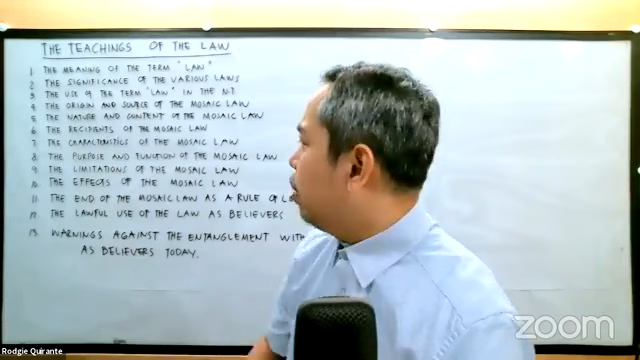 THE TEACHINGS OF THE LAW
1. THE MEANING OF THE TERM "LAW"
2. THE SIGNIFICANCE OF THE VARIOUS LAWS
3. THE USE OF THE TERM "LAW" IN THE N.T
4. THE ORIGIN AND SOURCE OF THE MOSAIC LAW
5. THE NATURE AND CONTENT OF THE MOSAIC LAW
6. THE RECIPIENTS OF THE MOSAIC LAW
7. THE CHARACTERISTICS OF THE MOSAIC LAW
8. THE PURPOSE AND FUNCTION OF THE MOSAIC LAW
9. THE LIMITATIONS OF THE MOSAIC LAW
10. THE EFFECTS OF THE MOSAIC LAW
11. THE END OF THE MOSAIC LAW AS A RULE OF
12. THE LAWFUL USE OF THE LAW AS BELIEVERS
13. WARNINGS AGAINST THE ENTANGLEMENT WITH
AS BELIEVERS TODAY.
zoom
Rodgie Quirante